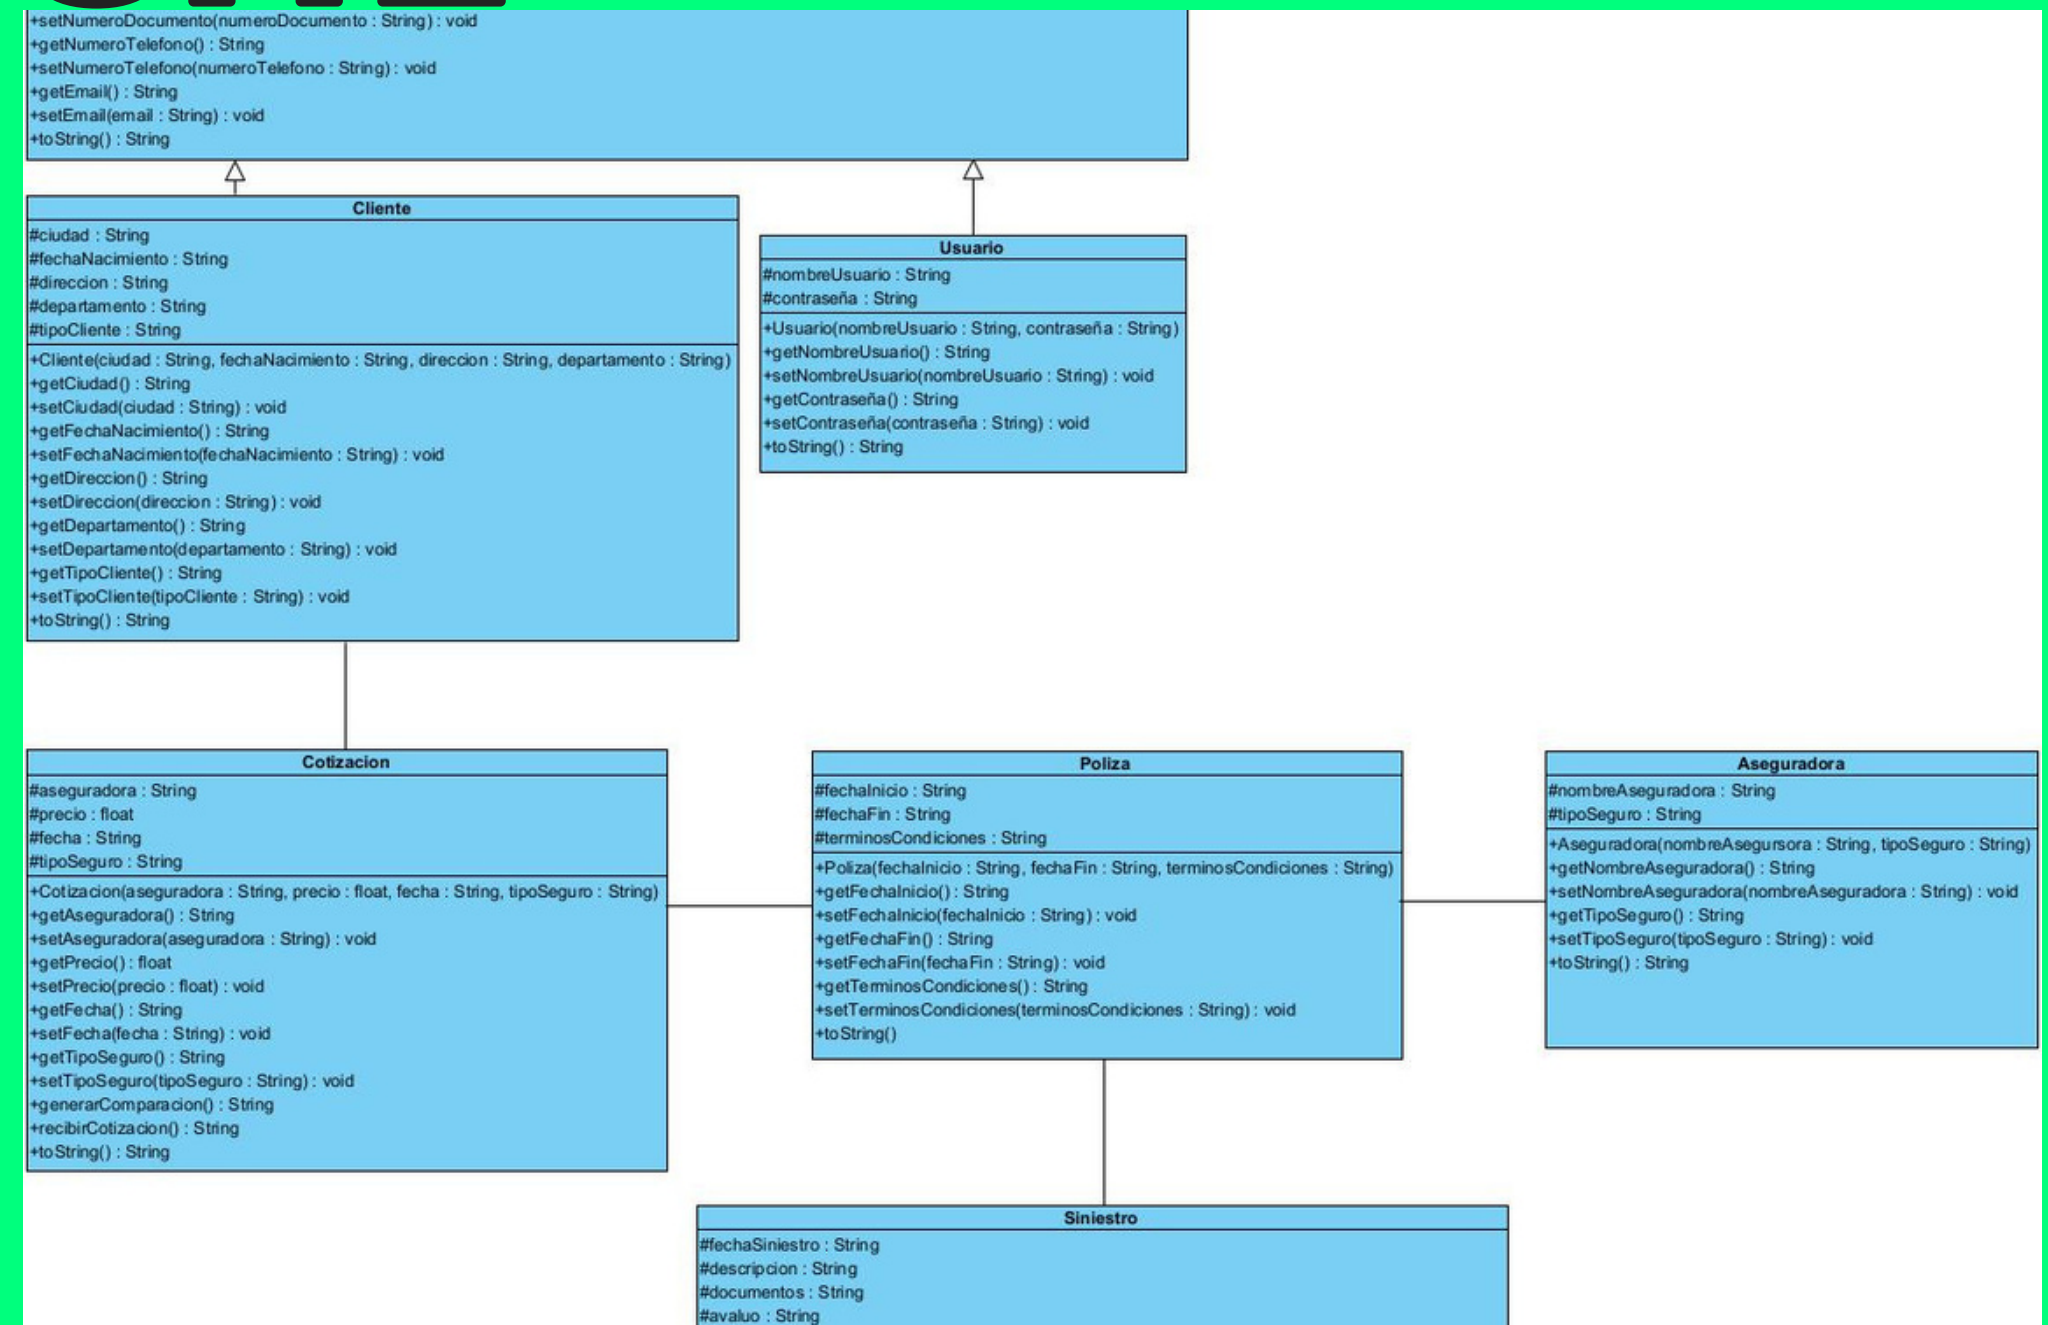 +setNumeroDocumento(numeroDocumento : String) : void
+getNumeroTelefono() : String
+setNumeroTelefono(numeroTelefono : String) : void
+getEmail() : String
+setEmail(email : String) : void
+toString() : String
Cliente
#ciudad : String
#fechaNacimiento : String
#direccion : String
#departamento : String
#tipoCliente : String
+Cliente(ciudad : String, fechaNacimiento : String, direccion : String, departamento : String)
+getCiudad() : String
+setCiudad(ciudad : String) : void
+getFechaNacimiento() : String
+setFechaNacimiento(fechaNacimiento : String) : void
+getDireccion() : String
+setDireccion(direccion : String) : void
+getDepartamento() : String
+setDepartamento(departamento : String) : void
+getTipoCliente() : String
+setTipoCliente(tipoCliente : String) : void
+toString() : String
Usuario
#nombreUsuario : String
#contraseña : String
+Usuario(nombreUsuario : String, contraseña : String)
+getNombreUsuario() : String
+setNombreUsuario(nombreUsuario : String) : void
+getContraseña() : String
+setContraseña(contraseña : String) : void
+toString() : String
Cotizacion
#aseguradora : String
#precio : float
#fecha : String
#tipoSeguro : String
+Cotizacion(aseguradora : String, precio : float, fecha : String, tipoSeguro : String)
+getAseguradora() : String
+setAseguradora(aseguradora : String) : void
+getPrecio() : float
+setPrecio(precio : float) : void
+getFecha() : String
+setFecha(fecha : String) : void
+getTipoSeguro() : String
+setTipoSeguro(tipoSeguro : String) : void
+generarComparacion() : String
+recibirCotizacion() : String
+toString() : String
Poliza
#fechaInicio : String
#fechaFin : String
#terminosCondiciones : String
+Poliza(fechaInicio : String, fechaFin : String, terminosCondiciones : String)
+getFechaInicio() : String
+setFechaInicio(fechaInicio : String) : void
+getFechaFin() : String
+setFechaFin(fechaFin : String) : void
+getTerminosCondiciones() : String
+setTerminosCondiciones(terminosCondiciones : String) : void
+toString()
Aseguradora
#nombreAseguradora : String
#tipoSeguro : String
+Aseguradora(nombreAsegursora : String, tipoSeguro : String)
+getNombreAseguradora() : String
+setNombreAseguradora(nombreAseguradora : String) : void
+getTipoSeguro() : String
+setTipoSeguro(tipoSeguro : String) : void
+toString() : String
Siniestro
#fechaSiniestro : String
#descripcion : String
#documentos : String
#avaluo : String